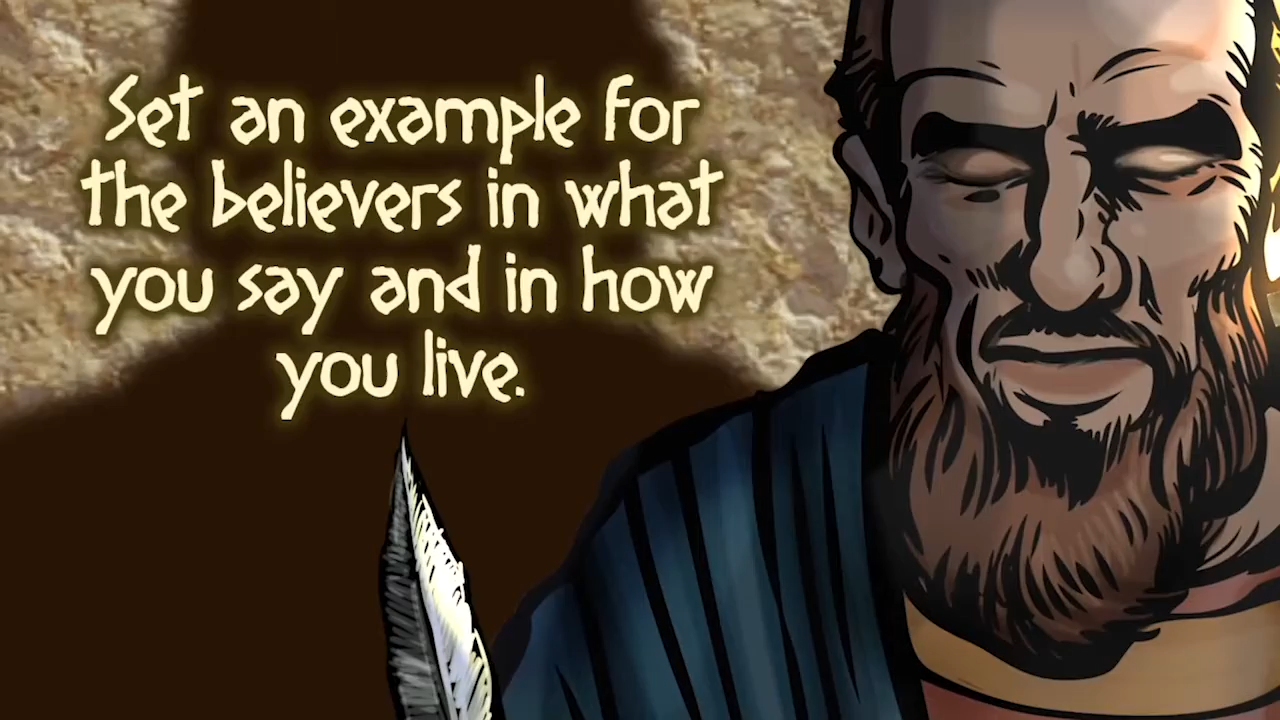 Set an example for
the believers in what
you say and in how
you live.